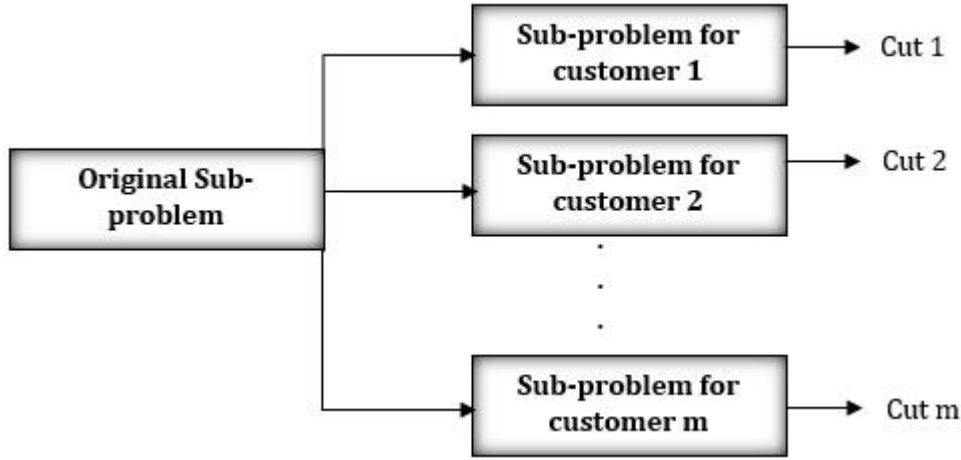 Sub-problem for
customer 1
Cut 1
Original Sub-
problem
Sub-problem for
customer 2
Cut 2
.
.
.
Sub-problem for
customer m
Cut m